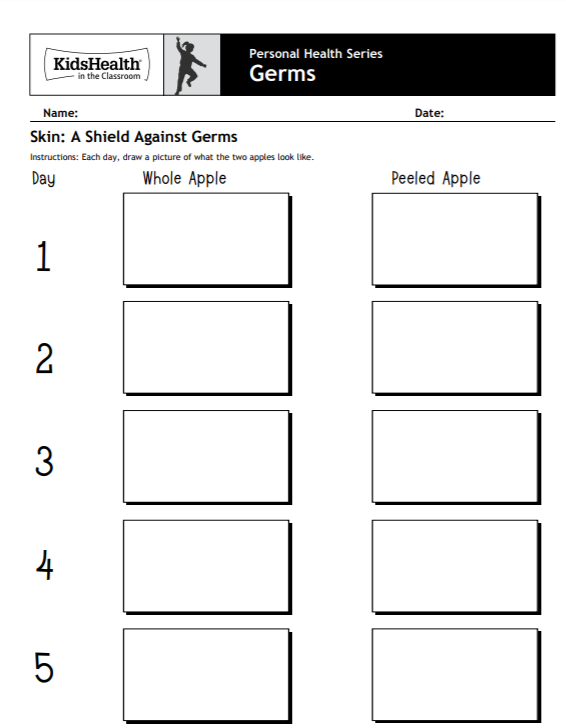 KidsHealth®
in the Classroom
Personal Health Series
Germs
Name: Date:
Skin: A Shield Against Germs
Instructions: Each day, draw a picture of what the two apples look like.
Day Whole Apple Peeled Apple
1
2
3
4
5